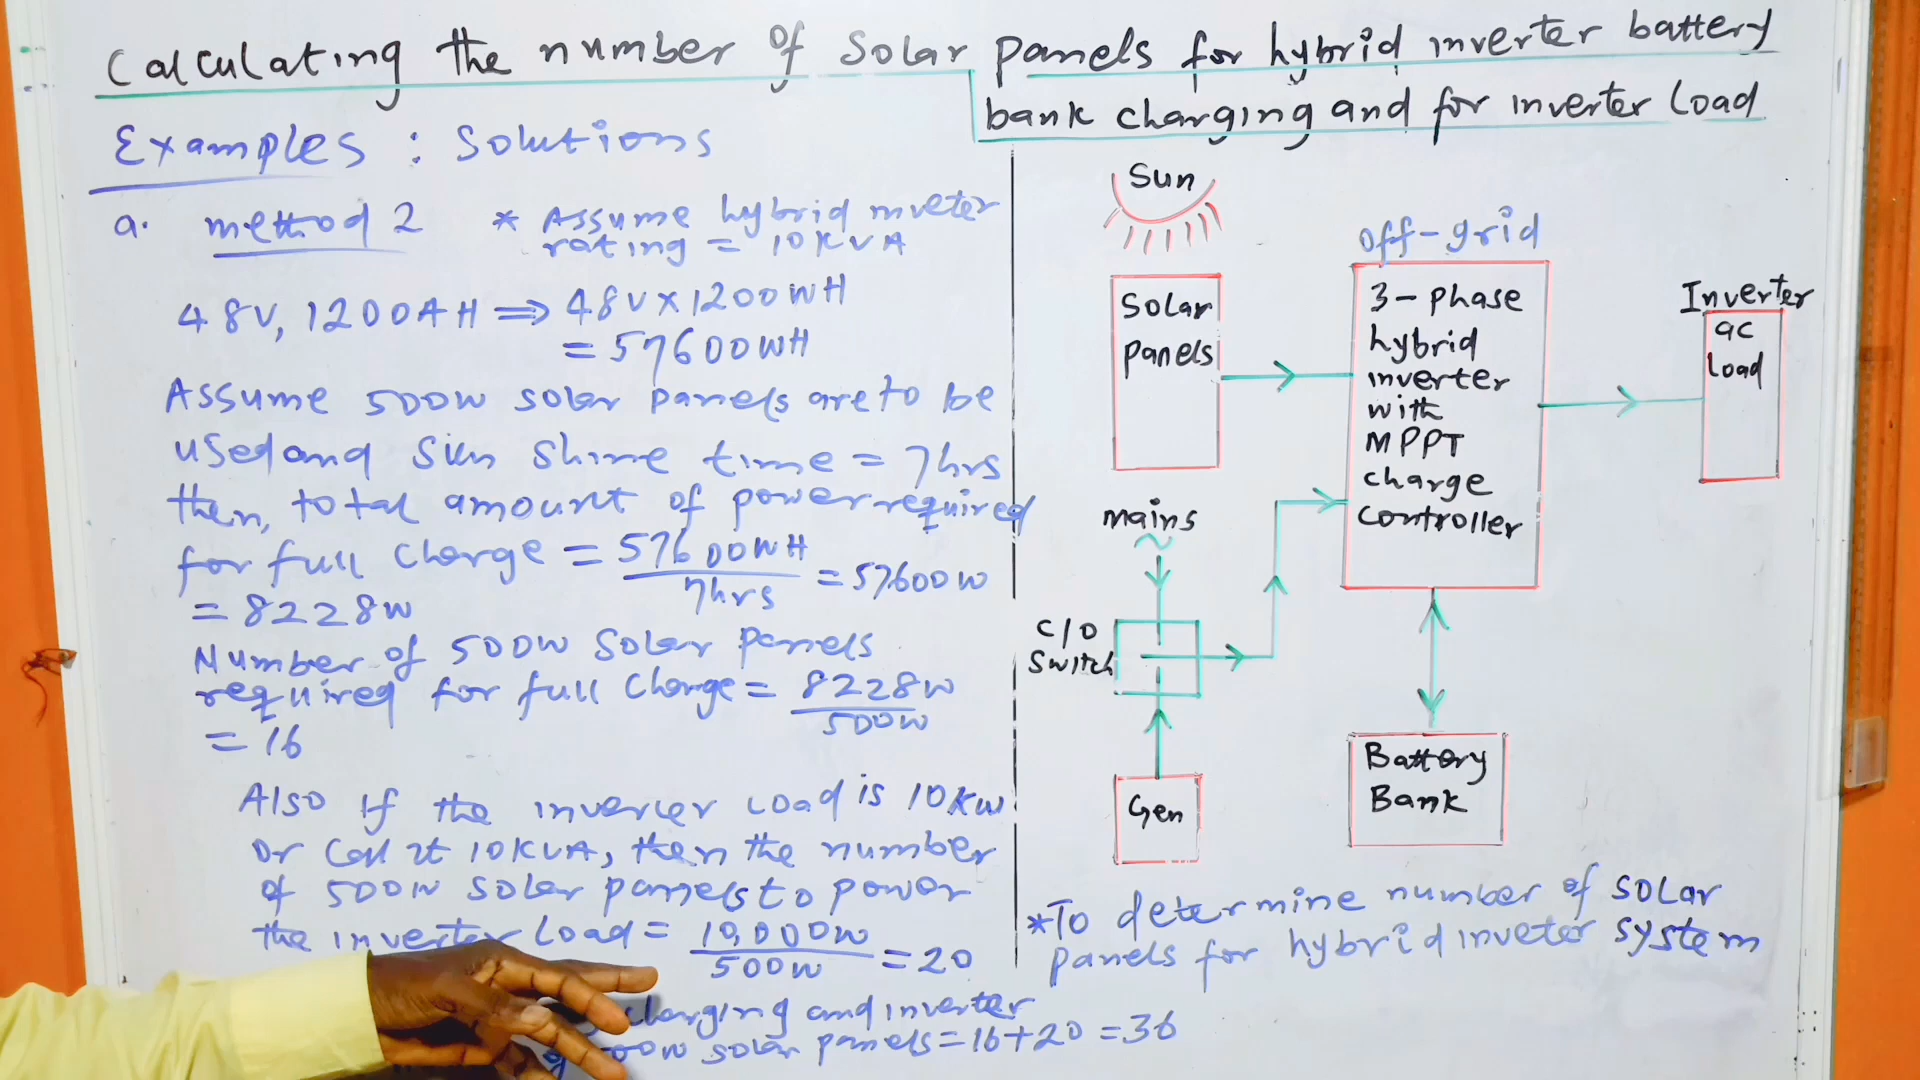 Calculating the number of Solar panels for hybrid inverter battery
bank charging and for inverter Load
Examples : Solutions
a. method 2 * Assume hybrid inveter
rating = 10KVA
48V, 1200AH ⇒ 48V×1200WH
= 57600WH
Assume 500W solar panels are to be
used and Sun Shine time = 7hrs
then, total amount of power required
for full Charge = 57600WH / 7hrs = 57600W
= 8228W
Number of 500W Solar Panels
required for full Charge = 8228W / 500W
= 16
Also If the inverter Load is 10KW
Or Call it 10KVA, then the number
of 500W Solar panels to power
the inverter Load = 10,000W / 500W = 20
charging and inverter
solar panels = 16+20 = 36
Sun
Solar
Panels
Off-grid
3-phase
hybrid
inverter
with
MPPT
charge
controller
Inverter
ac
Load
mains
~
C/O
Switch
Gen
Battery
Bank
*To determine number of solar
panels for hybrid inveter system